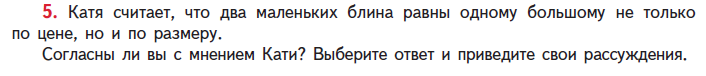 5. Катя считает, что два маленьких блина равны одному большому не только
по цене, но и по размеру.
Согласны ли вы с мнением Кати? Выберите ответ и приведите свои рассуждения.